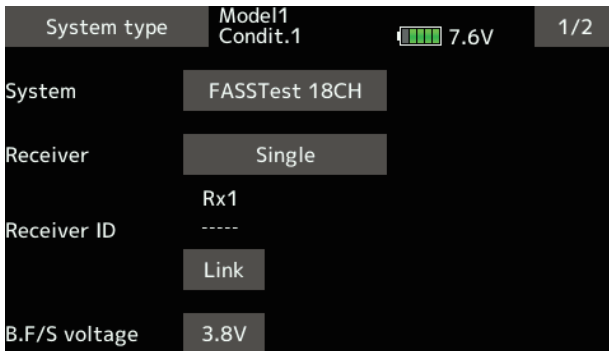 System type Model1 Condit.1 7.6V 1/2
System FASSTest 18CH
Receiver Single
Rx1
Receiver ID -----
Link
B.F/S voltage 3.8V